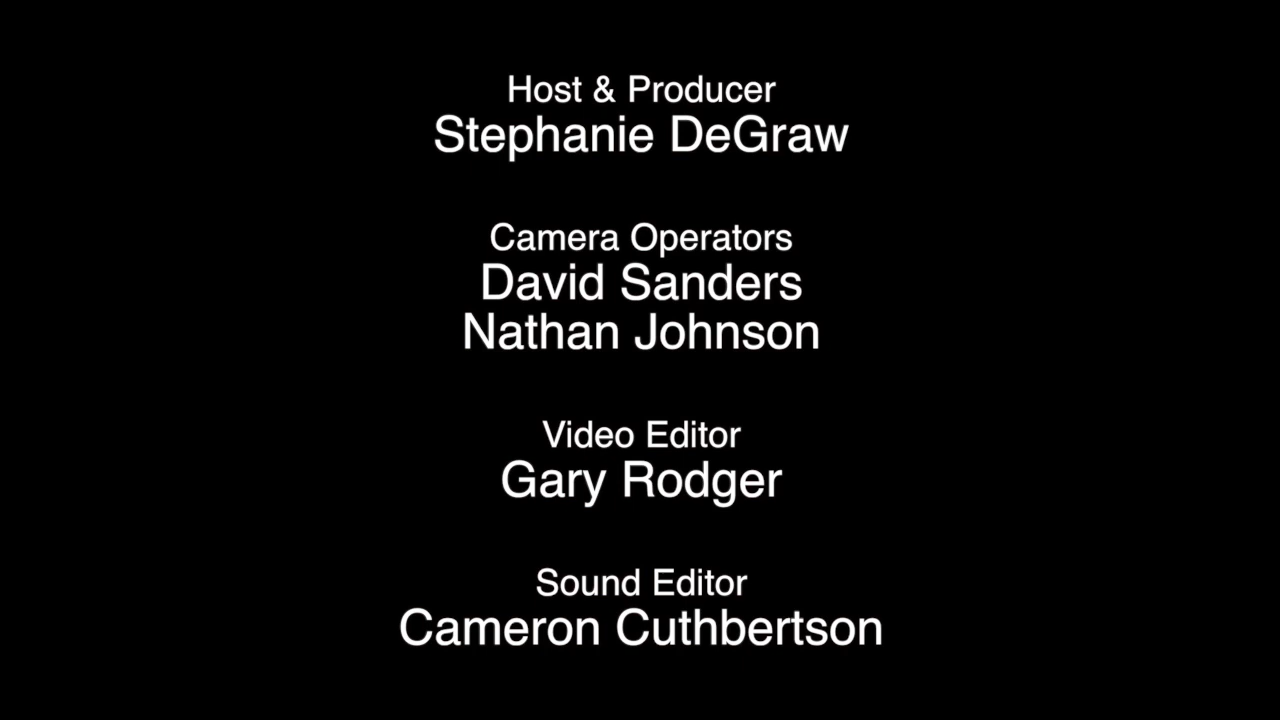 Host & Producer
Stephanie DeGraw
Camera Operators
David Sanders
Nathan Johnson
Video Editor
Gary Rodger
Sound Editor
Cameron Cuthbertson